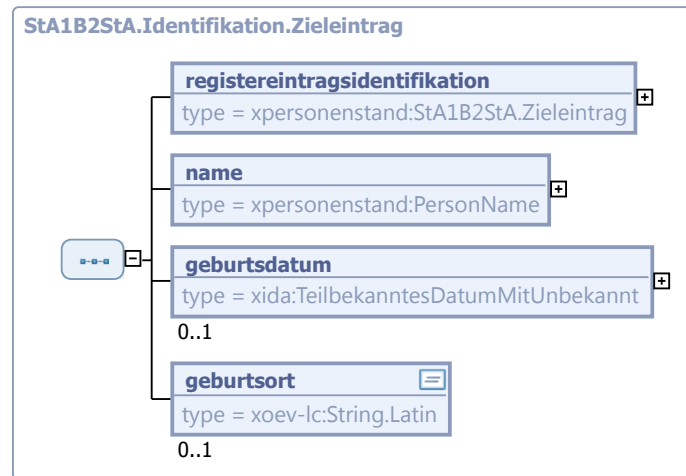 StA1B2StA.Identifikation.Zieleintrag
registereintragsidentifikation
type = xpersonenstand:StA1B2StA.Zieleintrag
name
type = xpersonenstand:PersonName
geburtsdatum
type = xida:TeilbekanntesDatumMitUnbekannt
0..1
geburtsort
type = xoev-lc:String.Latin
0..1